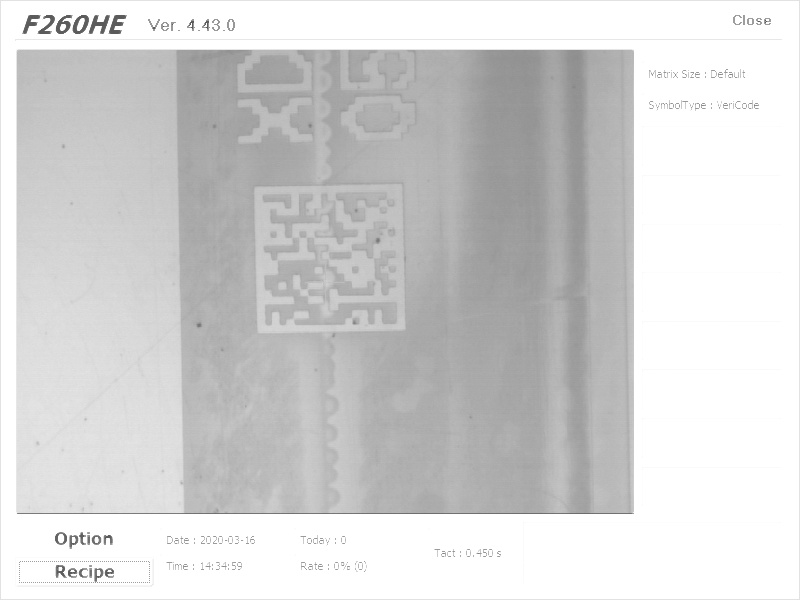 F260HE Ver. 4.43.0
Close
Matrix Size : Default
SymbolType : VeriCode
Option
Recipe
Date : 2020-03-16
Time : 14:34:59
Today : 0
Rate : 0% (0)
Tact : 0.450 s